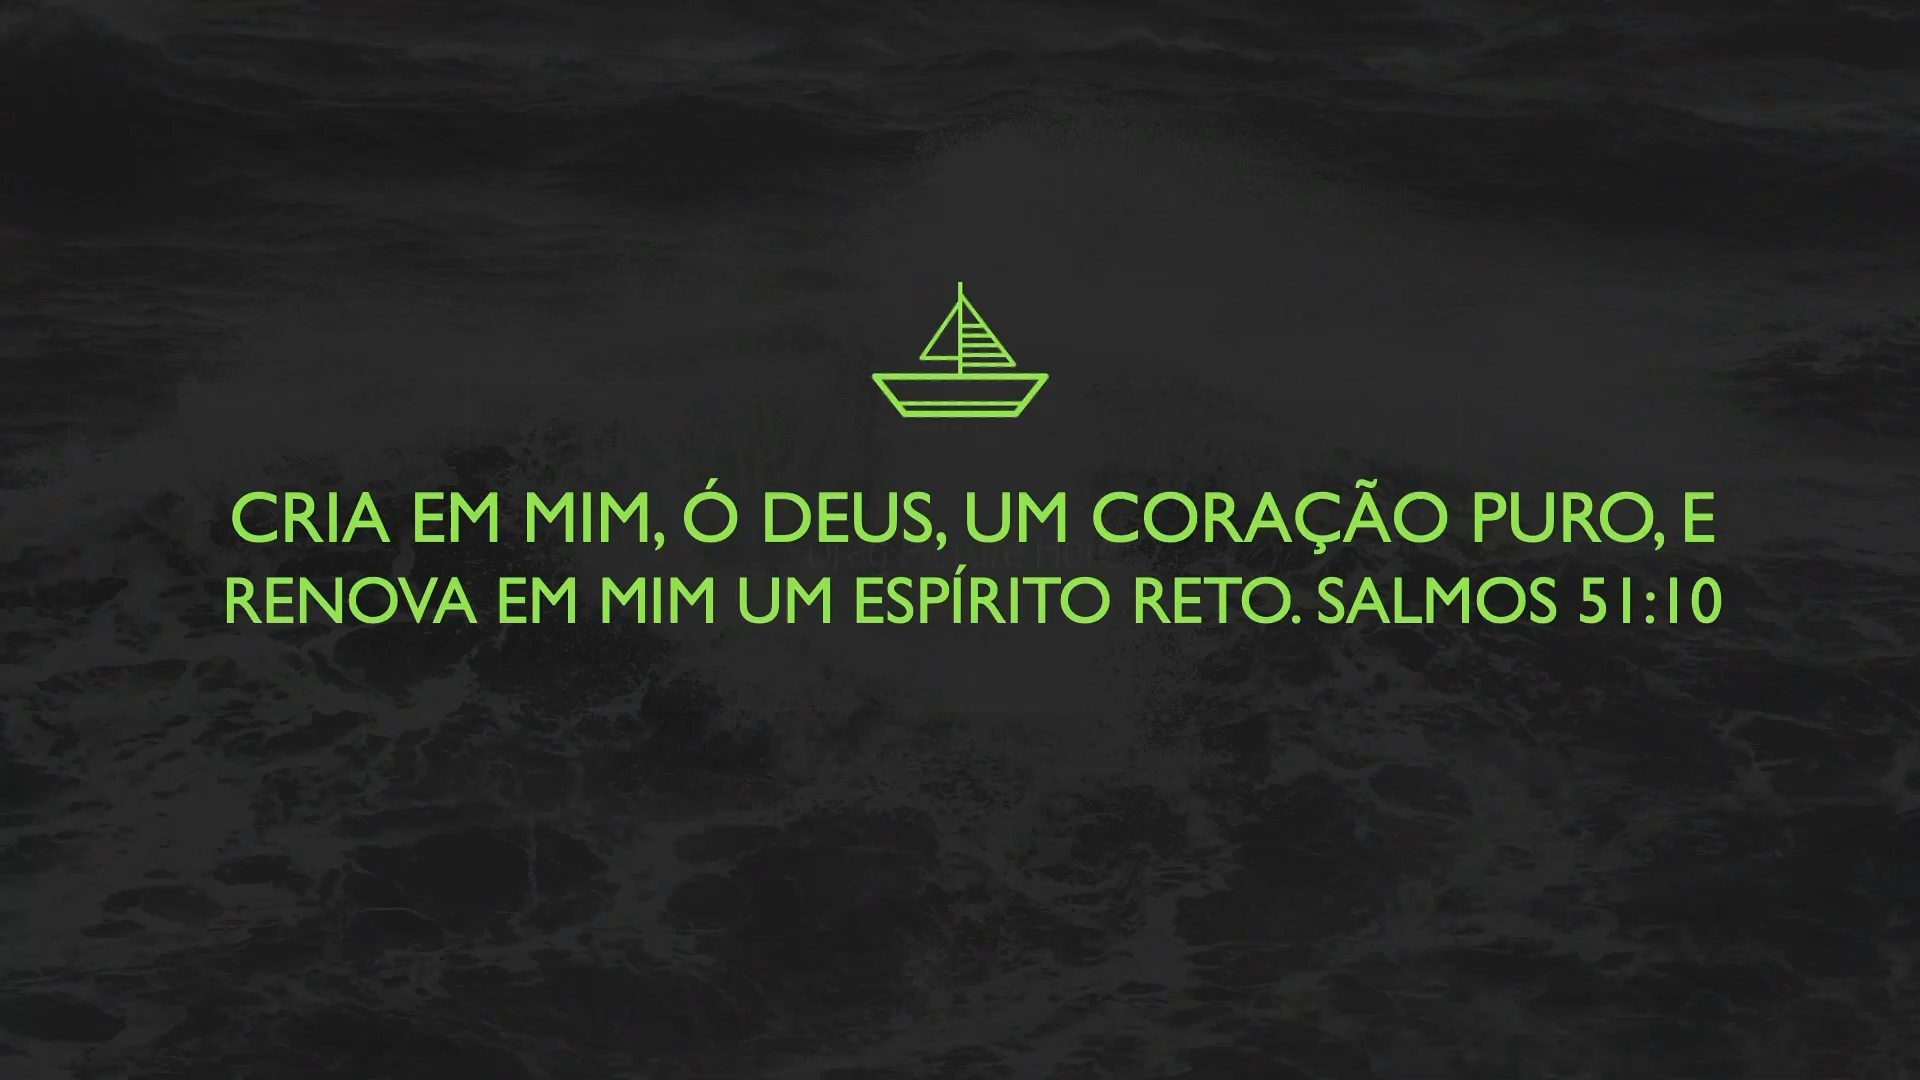 CRIA EM MIM, Ó DEUS, UM CORAÇÃO PURO, E
RENOVA EM MIM UM ESPÍRITO RETO. SALMOS 51:10